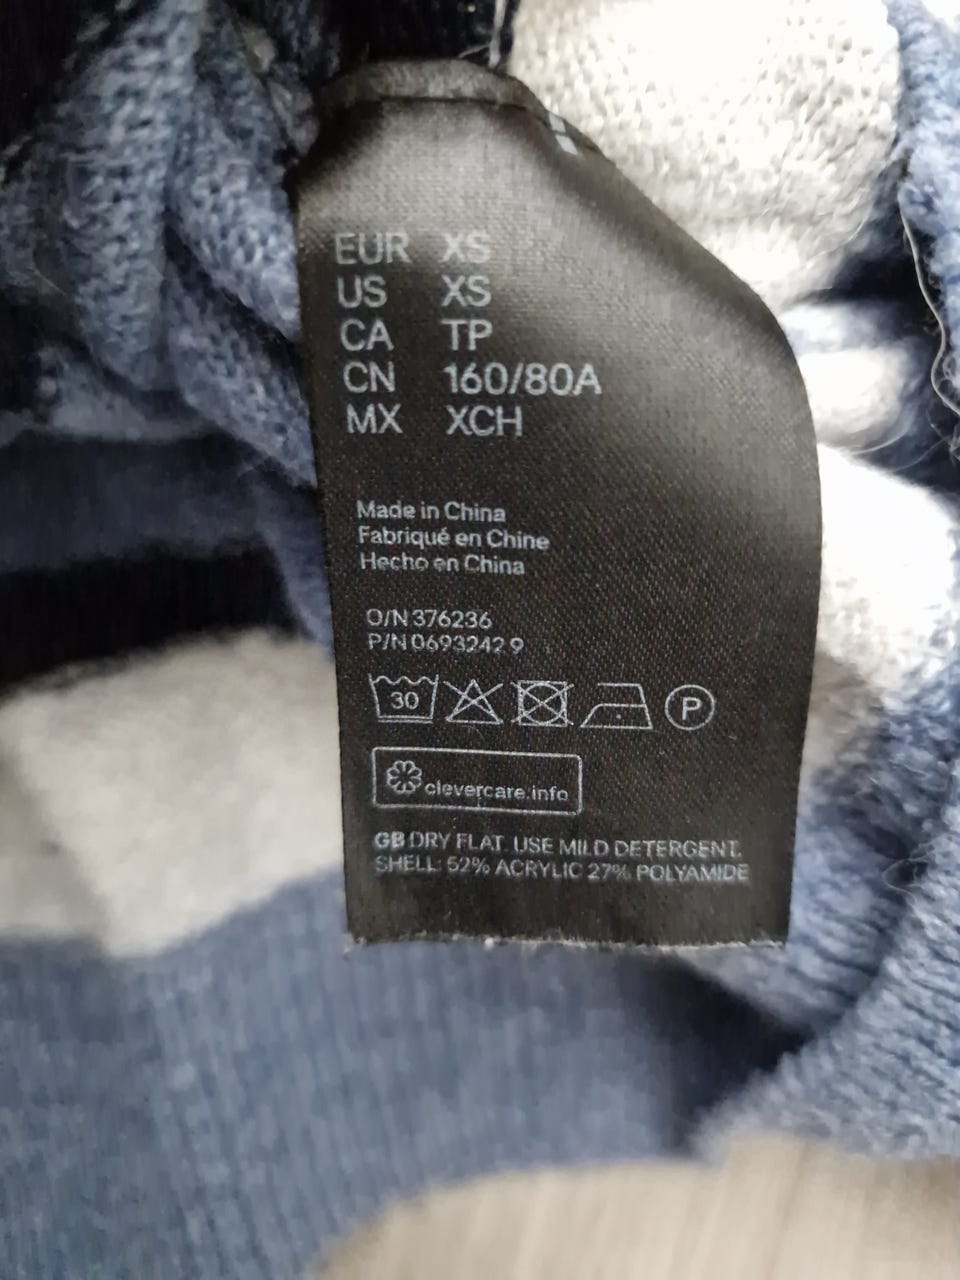 EUR XS
US XS
CA TP
CN 160/80A
MX XCH
Made in China
Fabriqué en Chine
Hecho en China
O/N 376236
P/N 0693242 9
30 P
clevercare.info
GB DRY FLAT. USE MILD DETERGENT.
SHELL: 52% ACRYLIC 27% POLYAMIDE